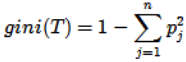 gini(T) = 1 − ∑_{j=1}^{n} p_j^2